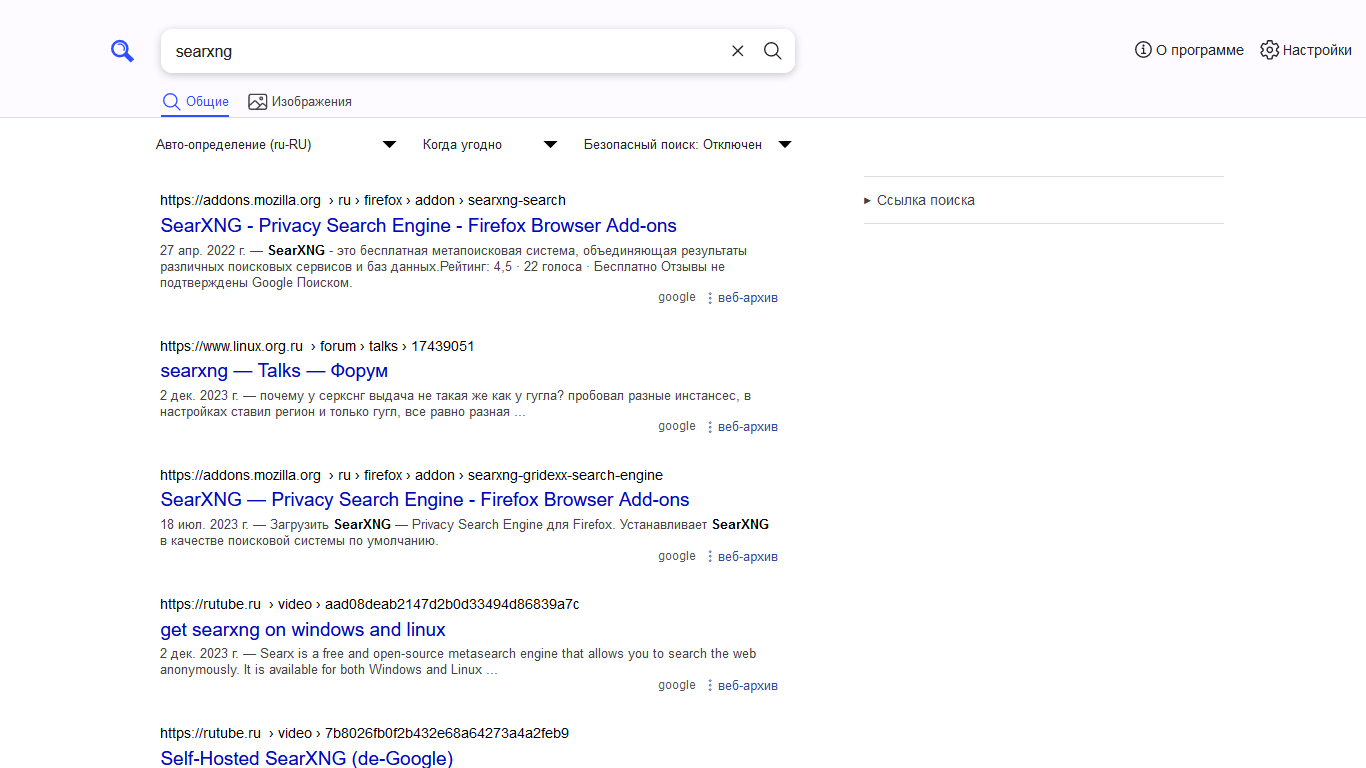 searxng
О программе
Настройки
Общие
Изображения
Авто-определение (ru-RU)
Когда угодно
Безопасный поиск: Отключен
https://addons.mozilla.org › ru › firefox › addon › searxng-search
SearXNG - Privacy Search Engine - Firefox Browser Add-ons
27 апр. 2022 г. — SearXNG - это бесплатная метапоисковая система, объединяющая результаты
различных поисковых сервисов и баз данных.Рейтинг: 4,5 · 22 голоса · Бесплатно Отзывы не
подтверждены Google Поиском.
google
веб-архив
https://www.linux.org.ru › forum › talks › 17439051
searxng — Talks — Форум
2 дек. 2023 г. — почему у серкснг выдача не такая же как у гугла? пробовал разные инстансес, в
настройках ставил регион и только гугл, все равно разная ...
google
веб-архив
https://addons.mozilla.org › ru › firefox › addon › searxng-gridexx-search-engine
SearXNG — Privacy Search Engine - Firefox Browser Add-ons
18 июл. 2023 г. — Загрузить SearXNG — Privacy Search Engine для Firefox. Устанавливает SearXNG
в качестве поисковой системы по умолчанию.
google
веб-архив
https://rutube.ru › video › aad08deab2147d2b0d33494d86839a7c
get searxng on windows and linux
2 дек. 2023 г. — Searx is a free and open-source metasearch engine that allows you to search the web
anonymously. It is available for both Windows and Linux ...
google
веб-архив
https://rutube.ru › video › 7b8026fb0f2b432e68a64273a4a2feb9
Self-Hosted SearXNG (de-Google)
Ссылка поиска